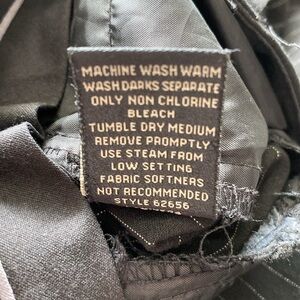 MACHINE WASH WARM
WASH DARKS SEPARATE
ONLY NON CHLORINE
BLEACH
TUMBLE DRY MEDIUM
REMOVE PROMPTLY
USE STEAM FROM
LOW SETTING
FABRIC SOFTNERS
NOT RECOMMENDED
STYLE 62656